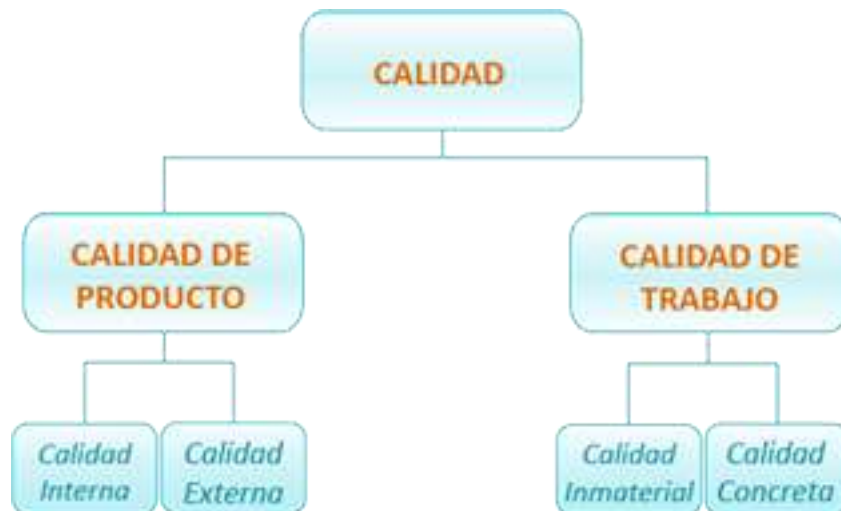 CALIDAD
CALIDAD DE
PRODUCTO
CALIDAD DE
TRABAJO
Calidad
Interna
Calidad
Externa
Calidad
Inmaterial
Calidad
Concreta